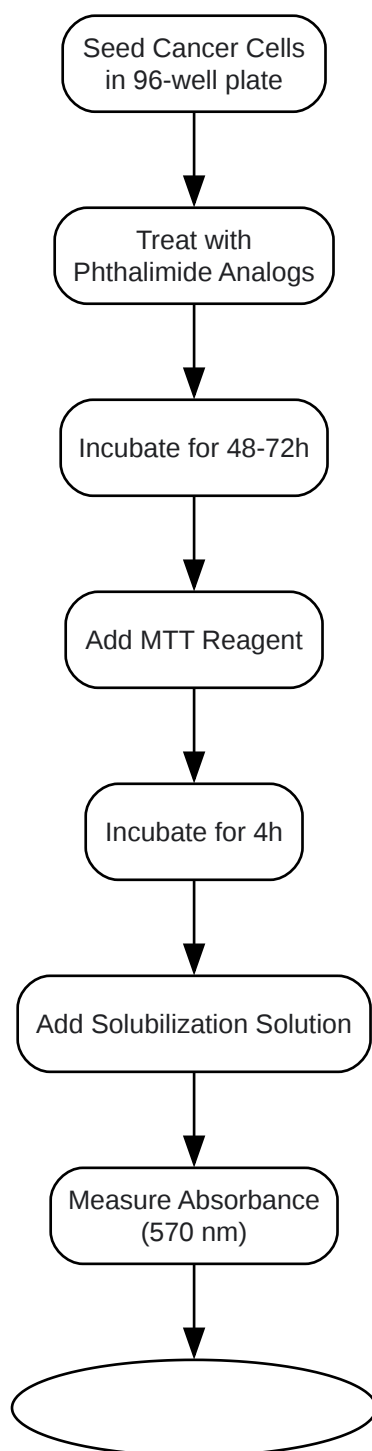 Seed Cancer Cells
in 96-well plate
Treat with
Phthalimide Analogs
Incubate for 48-72h
Add MTT Reagent
Incubate for 4h
Add Solubilization Solution
Measure Absorbance
(570 nm)